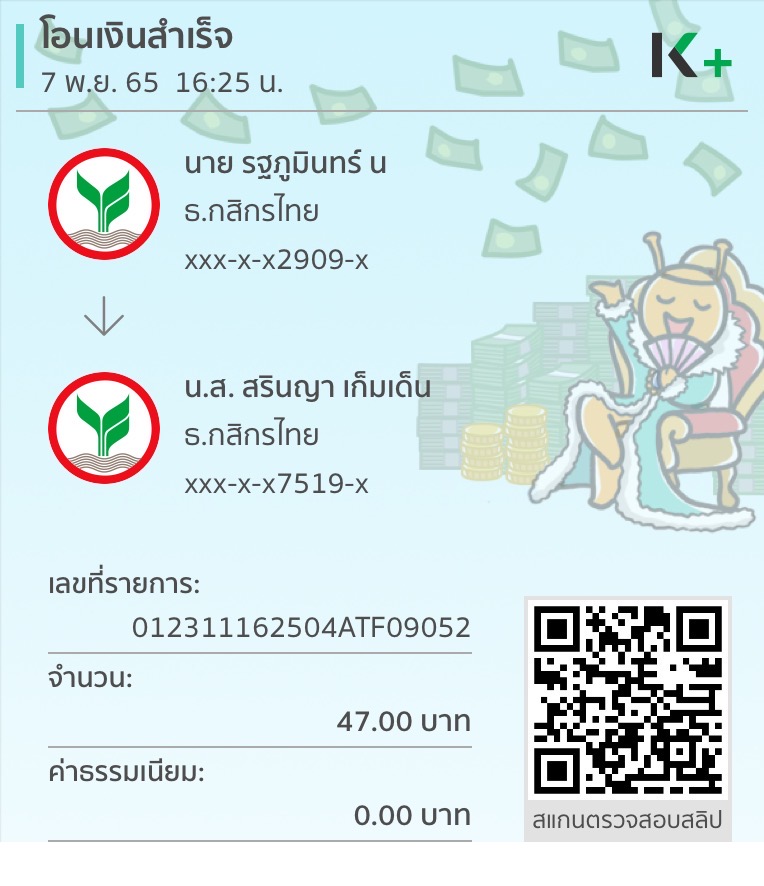 โอนเงินสำเร็จ
7 พ.ย. 65 16:25 น.
K+
นาย รฐภูมินทร์ น
ธ.กสิกรไทย
xxx-x-x2909-x
น.ส. สรินญา เก็มเด็น
ธ.กสิกรไทย
xxx-x-x7519-x
เลขที่รายการ:
012311162504ATF09052
จำนวน:
47.00 บาท
ค่าธรรมเนียม:
0.00 บาท
สแกนตรวจสอบสลิป